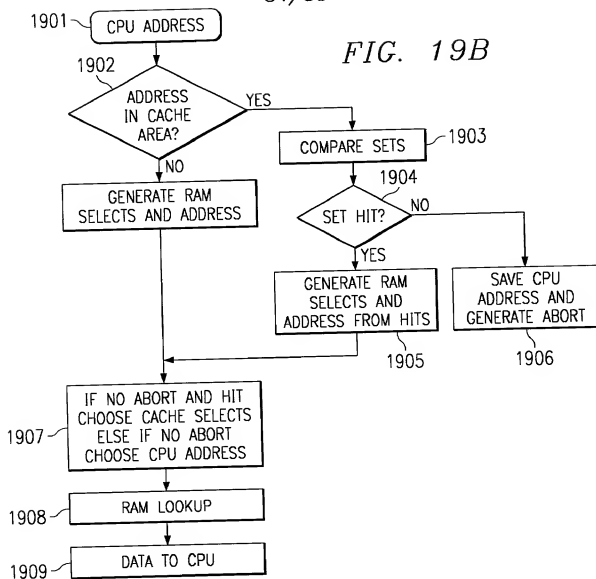 1901
CPU ADDRESS
FIG. 19B
1902
ADDRESS
IN CACHE
AREA?
YES
NO
COMPARE SETS
1903
GENERATE RAM
SELECTS AND ADDRESS
1904
SET HIT?
NO
YES
GENERATE RAM
SELECTS AND
ADDRESS FROM HITS
1905
SAVE CPU
ADDRESS AND
GENERATE ABORT
1906
1907
IF NO ABORT AND HIT
CHOOSE CACHE SELECTS
ELSE IF NO ABORT
CHOOSE CPU ADDRESS
1908
RAM LOOKUP
1909
DATA TO CPU